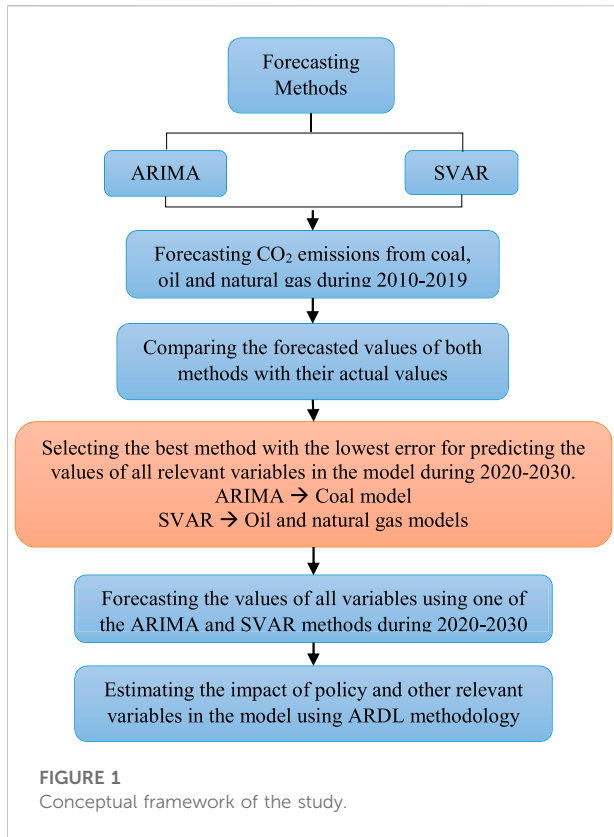 Forecasting
Methods
ARIMA
SVAR
Forecasting CO₂ emissions from coal,
oil and natural gas during 2010-2019
Comparing the forecasted values of both
methods with their actual values
Selecting the best method with the lowest error for predicting the
values of all relevant variables in the model during 2020-2030.
ARIMA → Coal model
SVAR → Oil and natural gas models
Forecasting the values of all variables using one of
the ARIMA and SVAR methods during 2020-2030
Estimating the impact of policy and other relevant
variables in the model using ARDL methodology
FIGURE 1
Conceptual framework of the study.